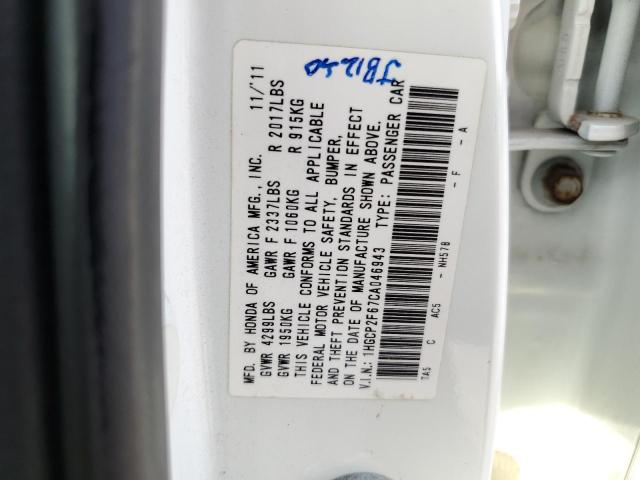 MFD. BY HONDA OF AMERICA MFG., INC. 11/'11
GVWR 4299LBS GAWR F 2337LBS R 2017LBS
GVWR 1950KG GAWR F 1060KG R 915KG
THIS VEHICLE CONFORMS TO ALL APPLICABLE
FEDERAL MOTOR VEHICLE SAFETY, BUMPER,
AND THEFT PREVENTION STANDARDS IN EFFECT
ON THE DATE OF MANUFACTURE SHOWN ABOVE.
V.I.N.: 1HGCP2F67CA046943 TYPE: PASSENGER CAR
TA5 AC5 NH578
C - F - A